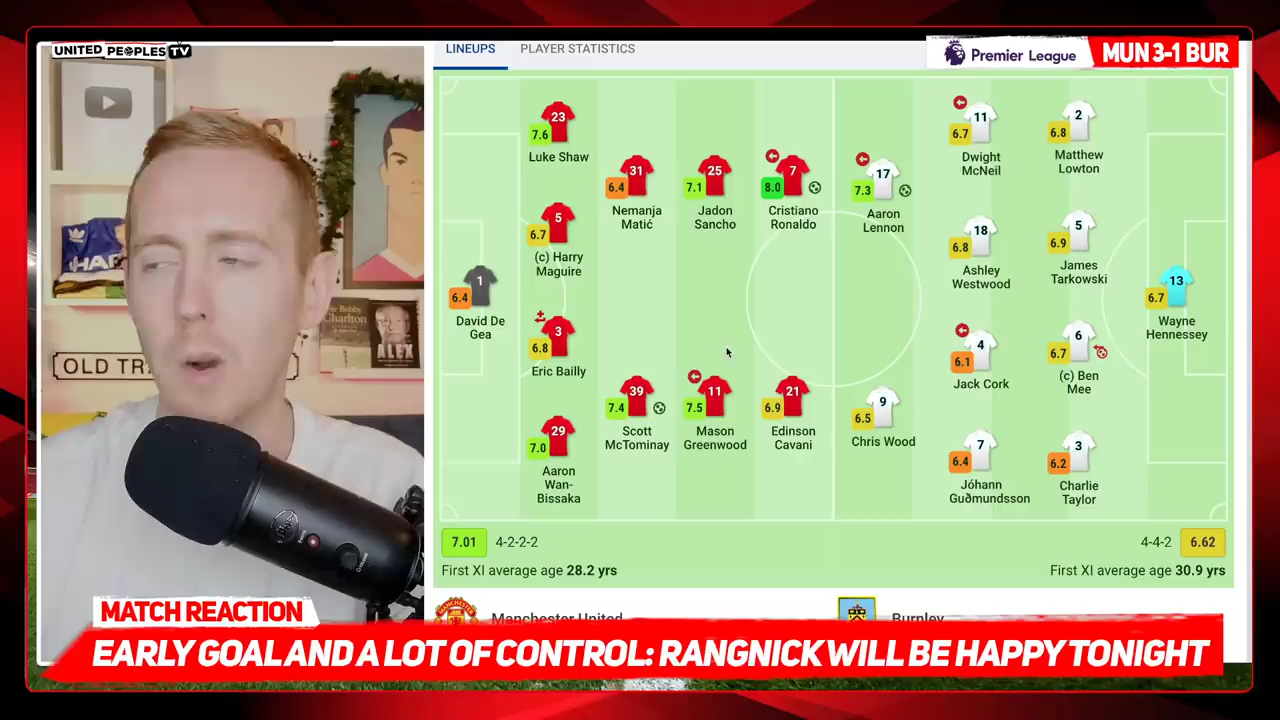 UNITED PEOPLES TV
LINEUPS
PLAYER STATISTICS
Premier League
MUN 3-1 BUR
23
7.6
Luke Shaw
5
6.7
(c) Harry
Maguire
1
6.4
David De
Gea
3
6.8
Eric Bailly
29
7.0
Aaron
Wan-
Bissaka
31
6.4
Nemanja
Matić
39
7.4
Scott
McTominay
25
7.1
Jadon
Sancho
11
7.5
Mason
Greenwood
7
8.0
Cristiano
Ronaldo
21
6.9
Edinson
Cavani
17
7.3
Aaron
Lennon
9
6.5
Chris Wood
11
6.7
Dwight
McNeil
18
6.8
Ashley
Westwood
4
6.1
Jack Cork
7
6.4
Jóhann
Guðmundsson
2
6.8
Matthew
Lowton
5
6.9
James
Tarkowski
6
6.7
(c) Ben
Mee
3
6.2
Charlie
Taylor
13
6.7
Wayne
Hennessey
7.01
4-2-2-2
4-4-2
6.62
First XI average age 28.2 yrs
First XI average age 30.9 yrs
Manchester United
Burnley
Bobby
Charlton
ALEX
OLD TR
MATCH REACTION
EARLY GOAL AND A LOT OF CONTROL: RANGNICK WILL BE HAPPY TONIGHT